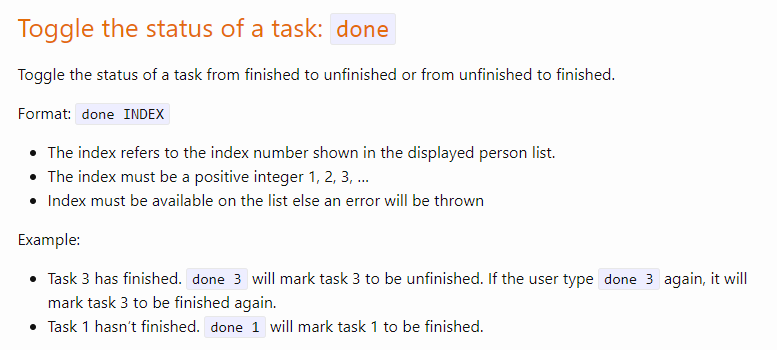 Toggle the status of a task: done
Toggle the status of a task from finished to unfinished or from unfinished to finished.
Format: done INDEX
• The index refers to the index number shown in the displayed person list.
• The index must be a positive integer 1, 2, 3, …
• Index must be available on the list else an error will be thrown
Example:
• Task 3 has finished. done 3 will mark task 3 to be unfinished. If the user type done 3 again, it will
mark task 3 to be finished again.
• Task 1 hasn’t finished. done 1 will mark task 1 to be finished.